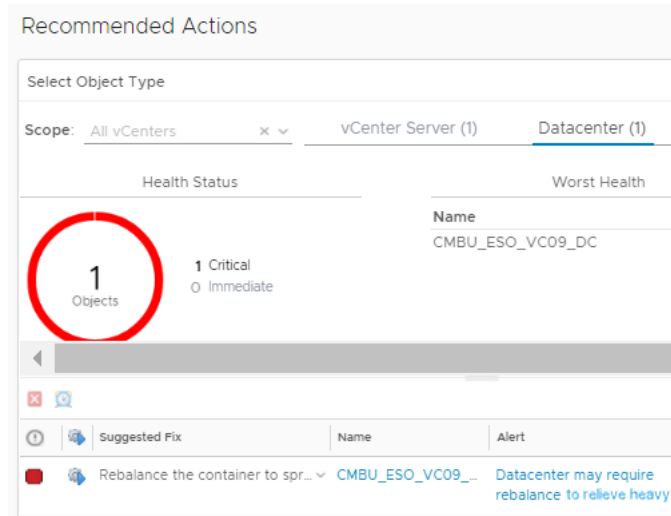 Recommended Actions
Select Object Type
Scope: All vCenters vCenter Server (1) Datacenter (1)
Health Status Worst Health
Name
CMBU_ESO_VC09_DC
1
Objects
1 Critical
0 Immediate
Suggested Fix Name Alert
Rebalance the container to spr... CMBU_ESO_VC09_... Datacenter may require
rebalance to relieve heavy